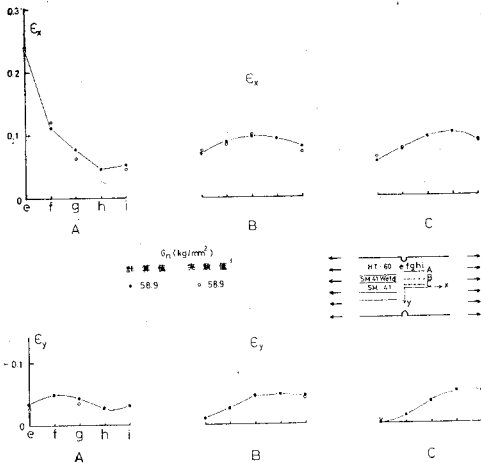 0.3
εx
0.2
0.1
0
e f g h i
A
εx
B
C
σn (kg/mm²)
計算値 実験値
• 58.9 ○ 58.9
HT-60 e f g h i
A
SM 41 Weld
B
SM 41
C
x
y
εy
-0.1
0
e f g h i
A
εy
B
C